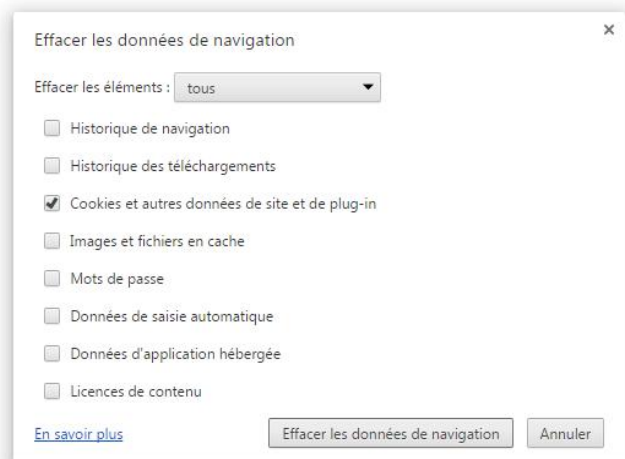 Effacer les données de navigation
Effacer les éléments : tous
Historique de navigation
Historique des téléchargements
Cookies et autres données de site et de plug-in
Images et fichiers en cache
Mots de passe
Données de saisie automatique
Données d'application hébergée
Licences de contenu
En savoir plus Effacer les données de navigation Annuler